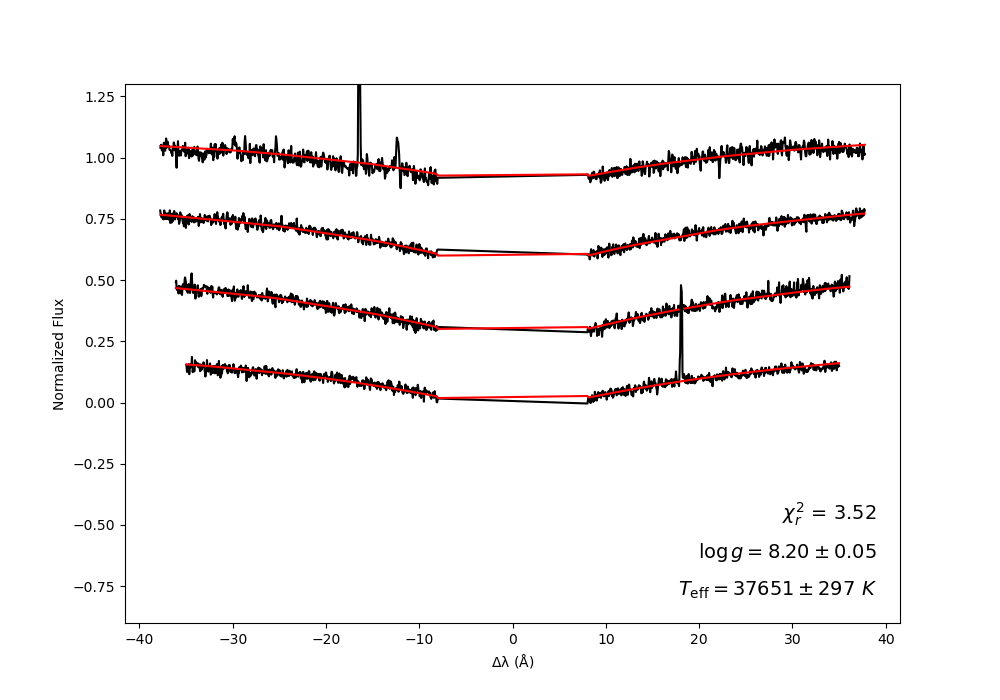 1.25
1.00
0.75
0.50
0.25
0.00
−0.25
−0.50
−0.75
Normalized Flux
χ²ᵣ = 3.52
log g = 8.20 ± 0.05
T_eff = 37651 ± 297 K
−40 −30 −20 −10 0 10 20 30 40
Δλ (Å)